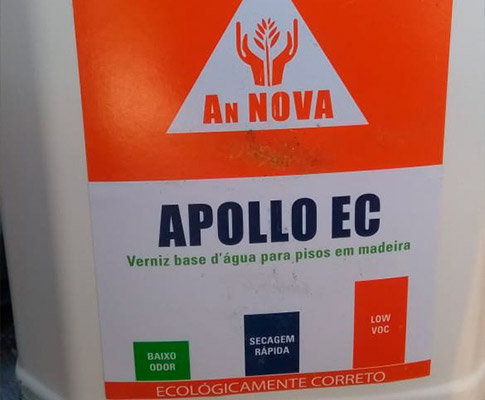 AN NOVA
APOLLO EC
Verniz base d'água para pisos em madeira
BAIXO
ODOR
SECAGEM
RÁPIDA
LOW
VOC
ECOLÓGICAMENTE CORRETO